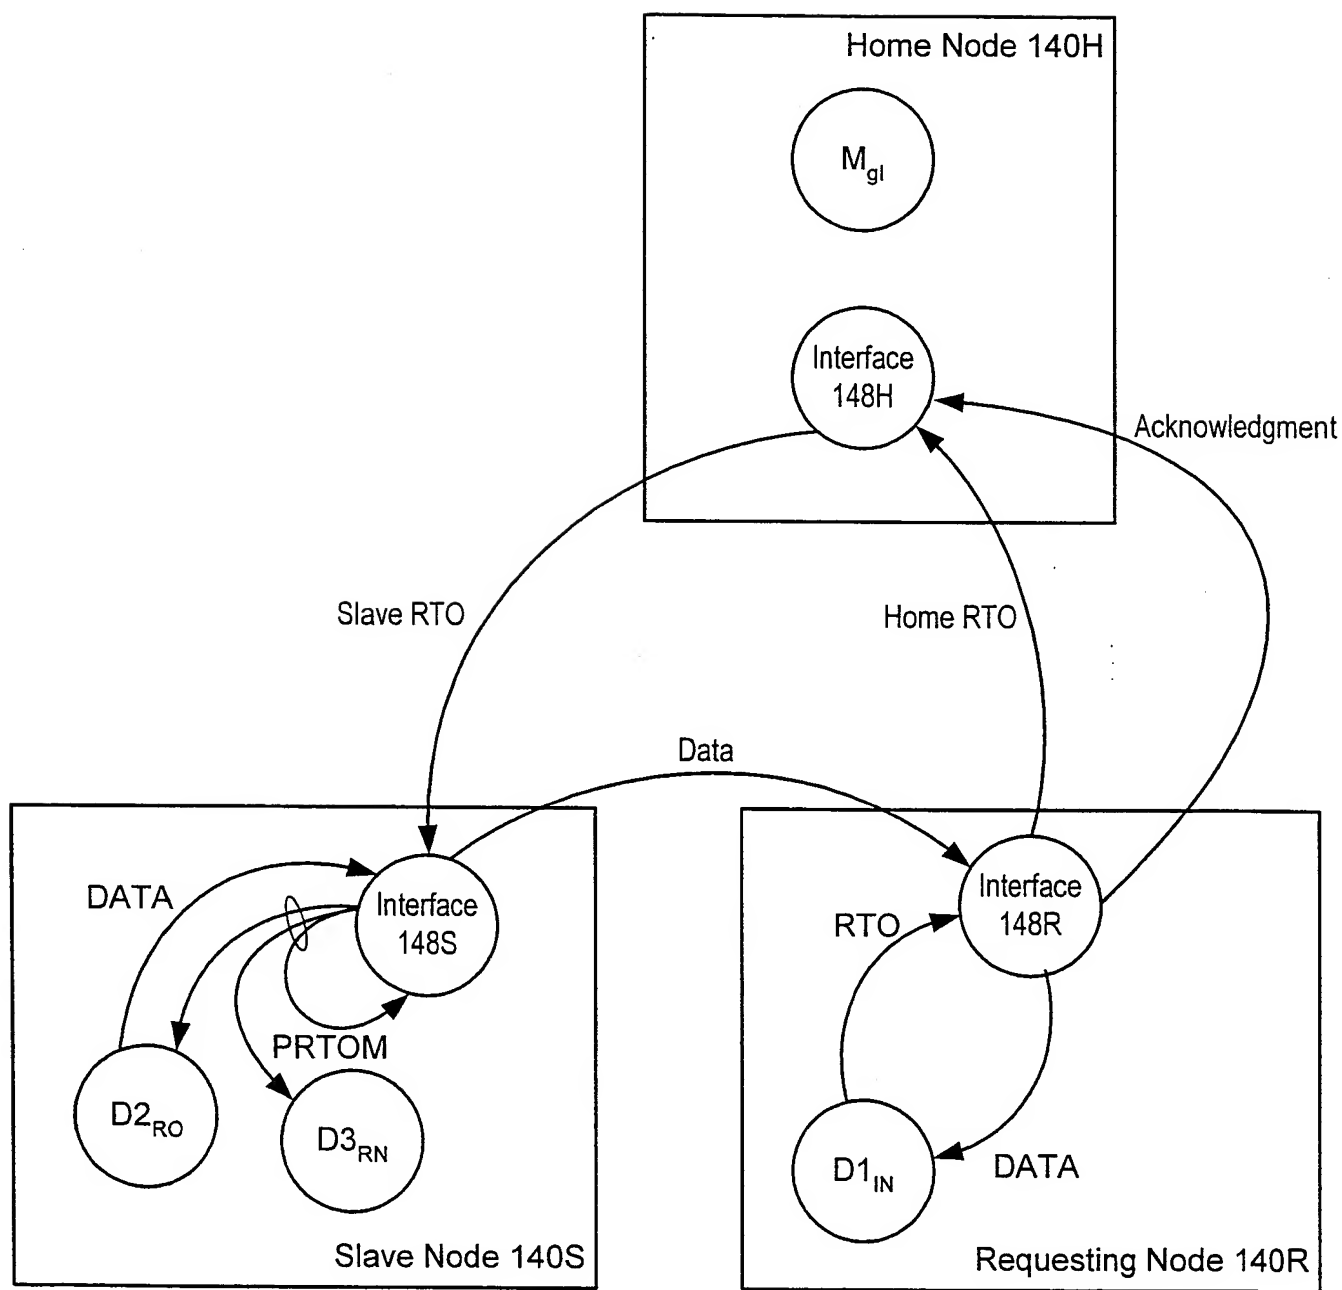 Home Node 140H
Mgl
Interface
148H
Acknowledgment
Slave RTO
Home RTO
Data
DATA
Interface
148S
PRTOM
D2RO
D3RN
Slave Node 140S
Interface
148R
RTO
DATA
D1IN
Requesting Node 140R